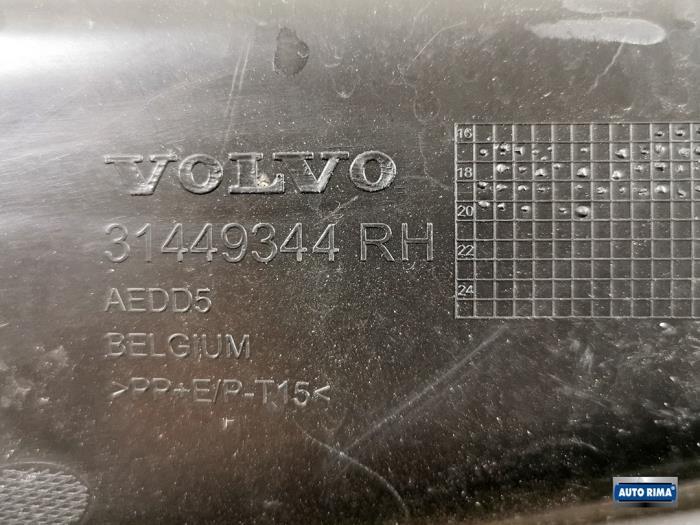 VOLVO
31449344 RH
AEDD5
BELGIUM
>PP+E/P-T15<
16
18
20
22
24
AUTO RIMA®